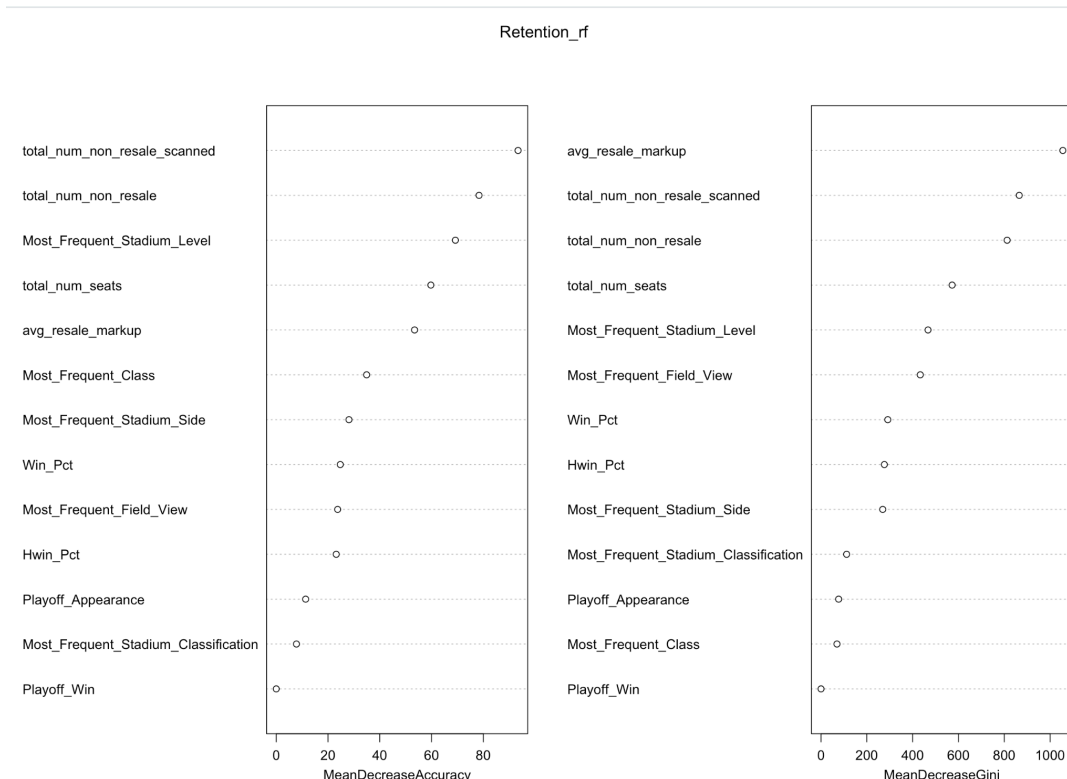 Retention_rf
total_num_non_resale_scanned
total_num_non_resale
Most_Frequent_Stadium_Level
total_num_seats
avg_resale_markup
Most_Frequent_Class
Most_Frequent_Stadium_Side
Win_Pct
Most_Frequent_Field_View
Hwin_Pct
Playoff_Appearance
Most_Frequent_Stadium_Classification
Playoff_Win
0 20 40 60 80
MeanDecreaseAccuracy
avg_resale_markup
total_num_non_resale_scanned
total_num_non_resale
total_num_seats
Most_Frequent_Stadium_Level
Most_Frequent_Field_View
Win_Pct
Hwin_Pct
Most_Frequent_Stadium_Side
Most_Frequent_Stadium_Classification
Playoff_Appearance
Most_Frequent_Class
Playoff_Win
0 200 400 600 800 1000
MeanDecreaseGini